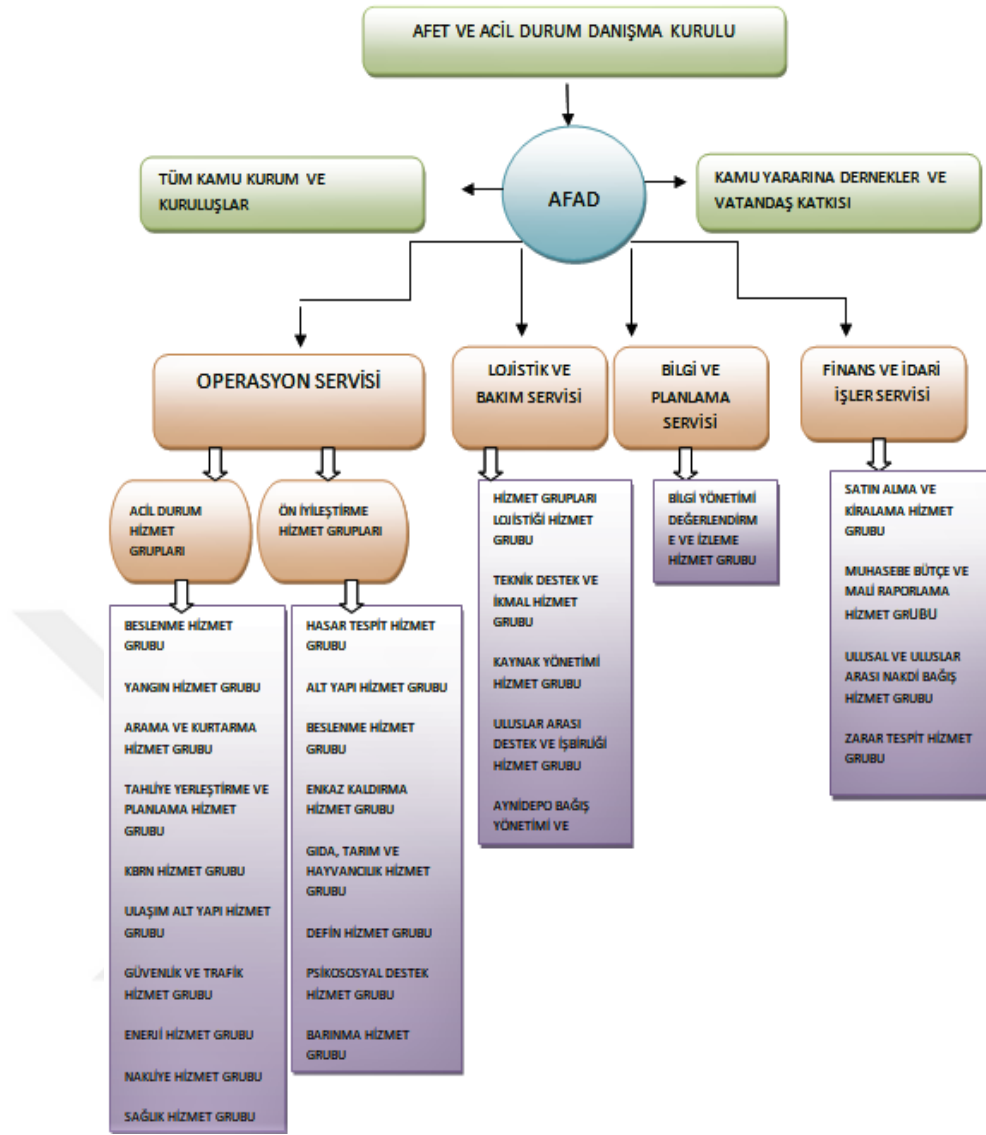 AFET VE ACİL DURUM DANIŞMA KURULU
TÜM KAMU KURUM VE
KURULUŞLAR
AFAD
KAMU YARARINA DERNEKLER VE
VATANDAŞ KATKISI
OPERASYON SERVİSİ
LOJİSTİK VE
BAKIM SERVİSİ
BİLGİ VE
PLANLAMA
SERVİSİ
FİNANS VE İDARİ
İŞLER SERVİSİ
ACİL DURUM
HİZMET
GRUPLARI
ÖN İYİLEŞTİRME
HİZMET GRUPLARI
BESLENME HİZMET
GRUBU
YANGIN HİZMET GRUBU
ARAMA VE KURTARMA
HİZMET GRUBU
TAHLİYE YERLEŞTİRME VE
PLANLAMA HİZMET
GRUBU
KBRN HİZMET GRUBU
ULAŞIM ALT YAPI HİZMET
GRUBU
GÜVENLİK VE TRAFİK
HİZMET GRUBU
ENERJİ HİZMET GRUBU
NAKLİYE HİZMET GRUBU
SAĞLIK HİZMET GRUBU
HASAR TESPİT HİZMET
GRUBU
ALT YAPI HİZMET GRUBU
BESLENME HİZMET
GRUBU
ENKAZ KALDIRMA
HİZMET GRUBU
GIDA, TARIM VE
HAYVANCILIK HİZMET
GRUBU
DEFİN HİZMET GRUBU
PSİKOSOSYAL DESTEK
HİZMET GRUBU
BARINMA HİZMET
GRUBU
HİZMET GRUPLARI
LOJİSTİĞİ HİZMET
GRUBU
TEKNİK DESTEK VE
İKMAL HİZMET
GRUBU
KAYNAK YÖNETİMİ
HİZMET GRUBU
ULUSLAR ARASI
DESTEK VE İŞBİRLİĞİ
HİZMET GRUBU
AYNİDEPO BAĞIŞ
YÖNETİMİ VE
BİLGİ YÖNETİMİ
DEĞERLENDİRM
E VE İZLEME
HİZMET GRUBU
SATIN ALMA VE
KİRALAMA HİZMET
GRUBU
MUHASEBE BÜTÇE VE
MALİ RAPORLAMA
HİZMET GRUBU
ULUSAL VE ULUSLAR
ARASI NAKDİ BAĞIŞ
HİZMET GRUBU
ZARAR TESPİT HİZMET
GRUBU